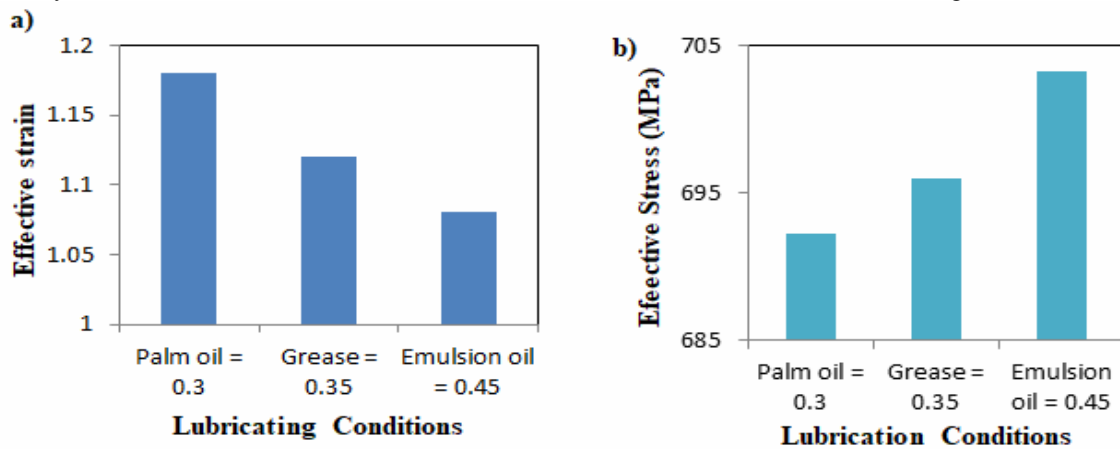 a)
1.2
1.15
1.1
1.05
1
Effective strain
Palm oil =
0.3
Grease =
0.35
Emulsion oil
= 0.45
Lubricating Conditions
b)
705
695
685
Efeective Stress (MPa)
Palm oil =
0.3
Grease =
0.35
Emulsion
oil = 0.45
Lubrication Conditions